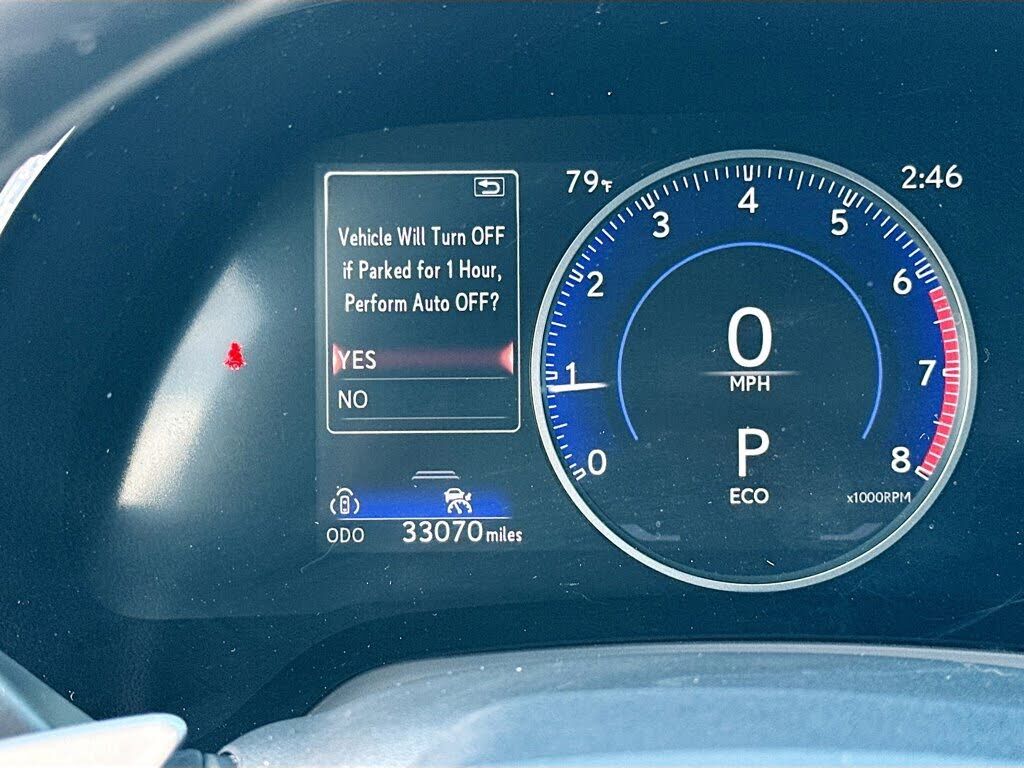 79°F
2:46
Vehicle Will Turn OFF
if Parked for 1 Hour,
Perform Auto OFF?
YES
NO
ODO 33070 miles
0
1
2
3
4
5
6
7
8
0
MPH
P
ECO
x1000RPM